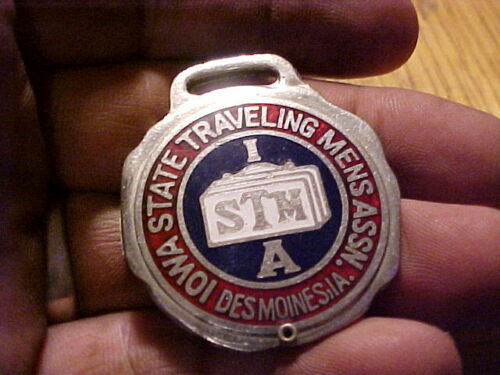 IOWA STATE TRAVELING MENS ASSN.
DES MOINES, IA.
I
STM
A